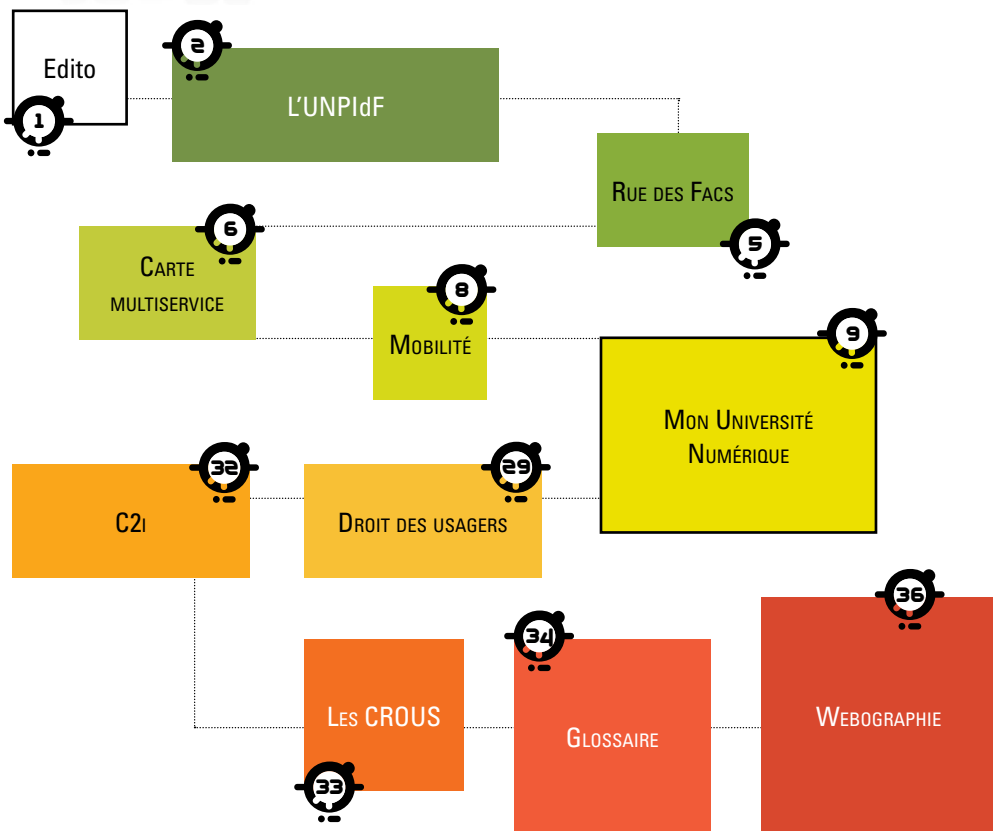 Edito
1
2
L'UNPIdF
Rue des Facs
5
6
Carte
multiservice
8
Mobilité
9
Mon Université
Numérique
32
C2i
29
Droit des usagers
Les CROUS
33
34
Glossaire
36
Webographie